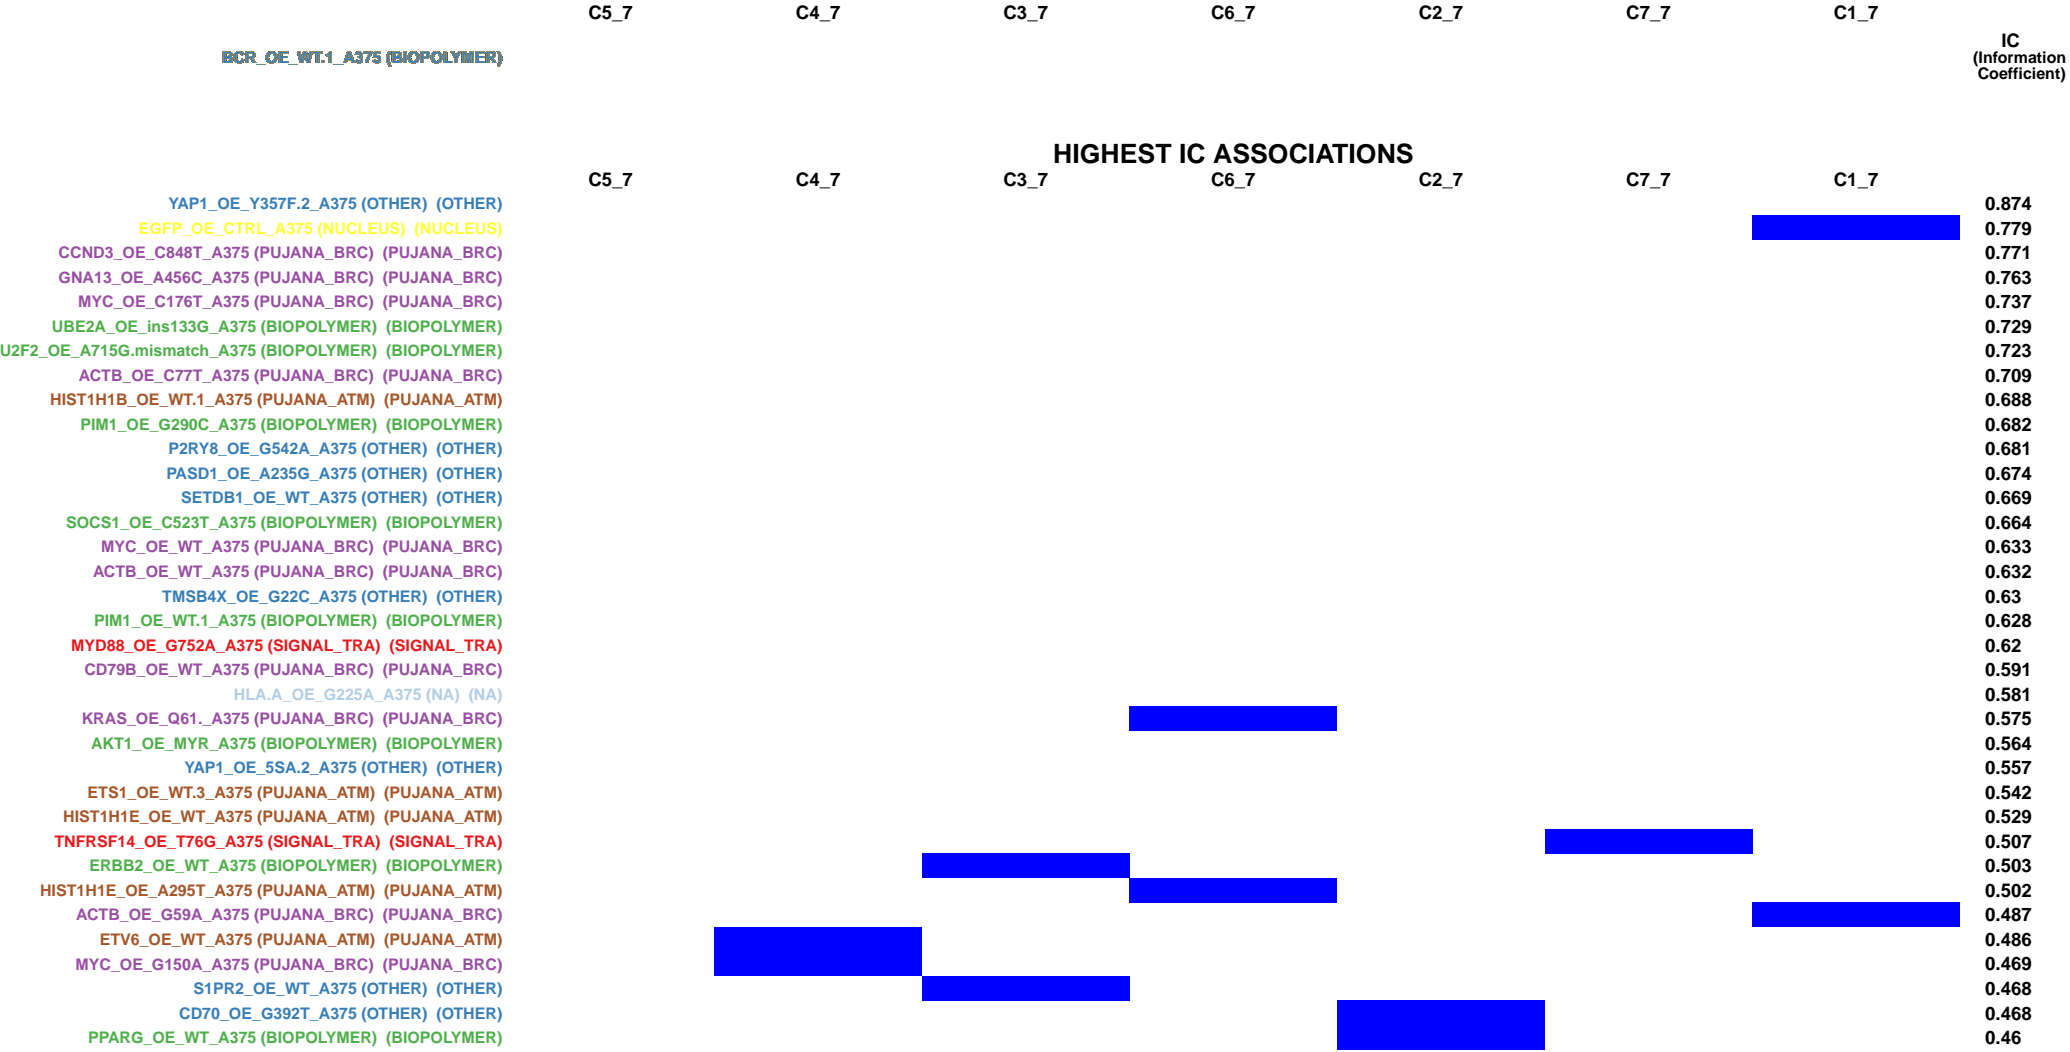 C5_7 C4_7 C3_7 C6_7 C2_7 C7_7 C1_7
IC
BCR_OE_WT.1_A375 (BIOPOLYMER) (Information
Coefficient)
HIGHEST IC ASSOCIATIONS
C5_7 C4_7 C3_7 C6_7 C2_7 C7_7 C1_7
YAP1_OE_Y357F.2_A375 (OTHER) (OTHER) 0.874
EGFP_OE_CTRL_A375 (NUCLEUS) (NUCLEUS) 0.779
CCND3_OE_C848T_A375 (PUJANA_BRC) (PUJANA_BRC) 0.771
GNA13_OE_A456C_A375 (PUJANA_BRC) (PUJANA_BRC) 0.763
MYC_OE_C176T_A375 (PUJANA_BRC) (PUJANA_BRC) 0.737
UBE2A_OE_ins133G_A375 (BIOPOLYMER) (BIOPOLYMER) 0.729
U2F2_OE_A715G.mismatch_A375 (BIOPOLYMER) (BIOPOLYMER) 0.723
ACTB_OE_C77T_A375 (PUJANA_BRC) (PUJANA_BRC) 0.709
HIST1H1B_OE_WT.1_A375 (PUJANA_ATM) (PUJANA_ATM) 0.688
PIM1_OE_G290C_A375 (BIOPOLYMER) (BIOPOLYMER) 0.682
P2RY8_OE_G542A_A375 (OTHER) (OTHER) 0.681
PASD1_OE_A235G_A375 (OTHER) (OTHER) 0.674
SETDB1_OE_WT_A375 (OTHER) (OTHER) 0.669
SOCS1_OE_C523T_A375 (BIOPOLYMER) (BIOPOLYMER) 0.664
MYC_OE_WT_A375 (PUJANA_BRC) (PUJANA_BRC) 0.633
ACTB_OE_WT_A375 (PUJANA_BRC) (PUJANA_BRC) 0.632
TMSB4X_OE_G22C_A375 (OTHER) (OTHER) 0.63
PIM1_OE_WT.1_A375 (BIOPOLYMER) (BIOPOLYMER) 0.628
MYD88_OE_G752A_A375 (SIGNAL_TRA) (SIGNAL_TRA) 0.62
CD79B_OE_WT_A375 (PUJANA_BRC) (PUJANA_BRC) 0.591
HLA.A_OE_G225A_A375 (NA) (NA) 0.581
KRAS_OE_Q61._A375 (PUJANA_BRC) (PUJANA_BRC) 0.575
AKT1_OE_MYR_A375 (BIOPOLYMER) (BIOPOLYMER) 0.564
YAP1_OE_5SA.2_A375 (OTHER) (OTHER) 0.557
ETS1_OE_WT.3_A375 (PUJANA_ATM) (PUJANA_ATM) 0.542
HIST1H1E_OE_WT_A375 (PUJANA_ATM) (PUJANA_ATM) 0.529
TNFRSF14_OE_T76G_A375 (SIGNAL_TRA) (SIGNAL_TRA) 0.507
ERBB2_OE_WT_A375 (BIOPOLYMER) (BIOPOLYMER) 0.503
HIST1H1E_OE_A295T_A375 (PUJANA_ATM) (PUJANA_ATM) 0.502
ACTB_OE_G59A_A375 (PUJANA_BRC) (PUJANA_BRC) 0.487
ETV6_OE_WT_A375 (PUJANA_ATM) (PUJANA_ATM) 0.486
MYC_OE_G150A_A375 (PUJANA_BRC) (PUJANA_BRC) 0.469
S1PR2_OE_WT_A375 (OTHER) (OTHER) 0.468
CD70_OE_G392T_A375 (OTHER) (OTHER) 0.468
PPARG_OE_WT_A375 (BIOPOLYMER) (BIOPOLYMER) 0.46